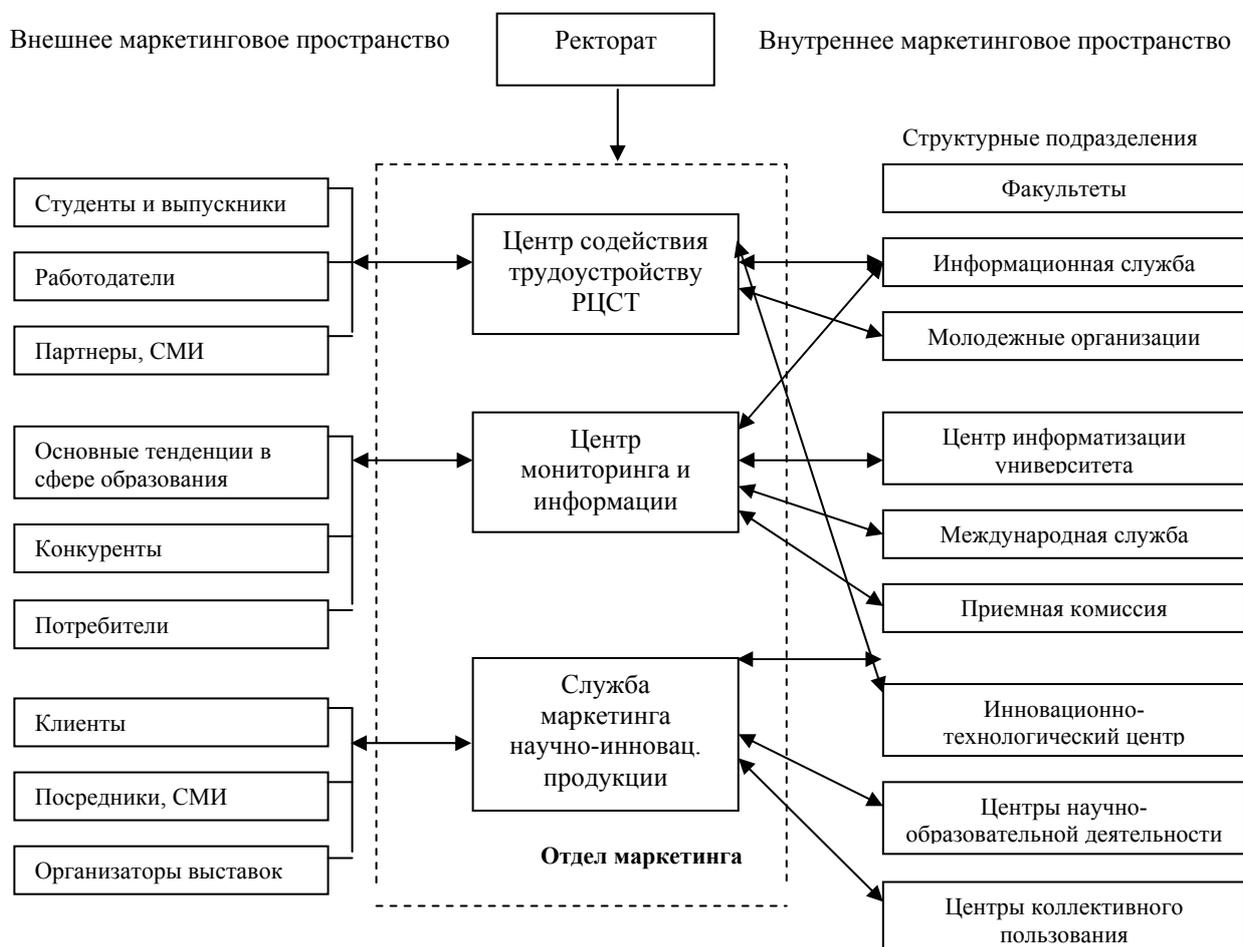 Внешнее маркетинговое пространство
Ректорат
Внутреннее маркетинговое пространство
Структурные подразделения
Студенты и выпускники
Работодатели
Партнеры, СМИ
Основные тенденции в
сфере образования
Конкуренты
Потребители
Клиенты
Посредники, СМИ
Организаторы выставок
Центр содействия
трудоустройству
РЦСТ
Центр
мониторинга и
информации
Служба
маркетинга
научно-инновац.
продукции
Отдел маркетинга
Факультеты
Информационная служба
Молодежные организации
Центр информатизации
университета
Международная служба
Приемная комиссия
Инновационно-
технологический центр
Центры научно-
образовательной деятельности
Центры коллективного
пользования